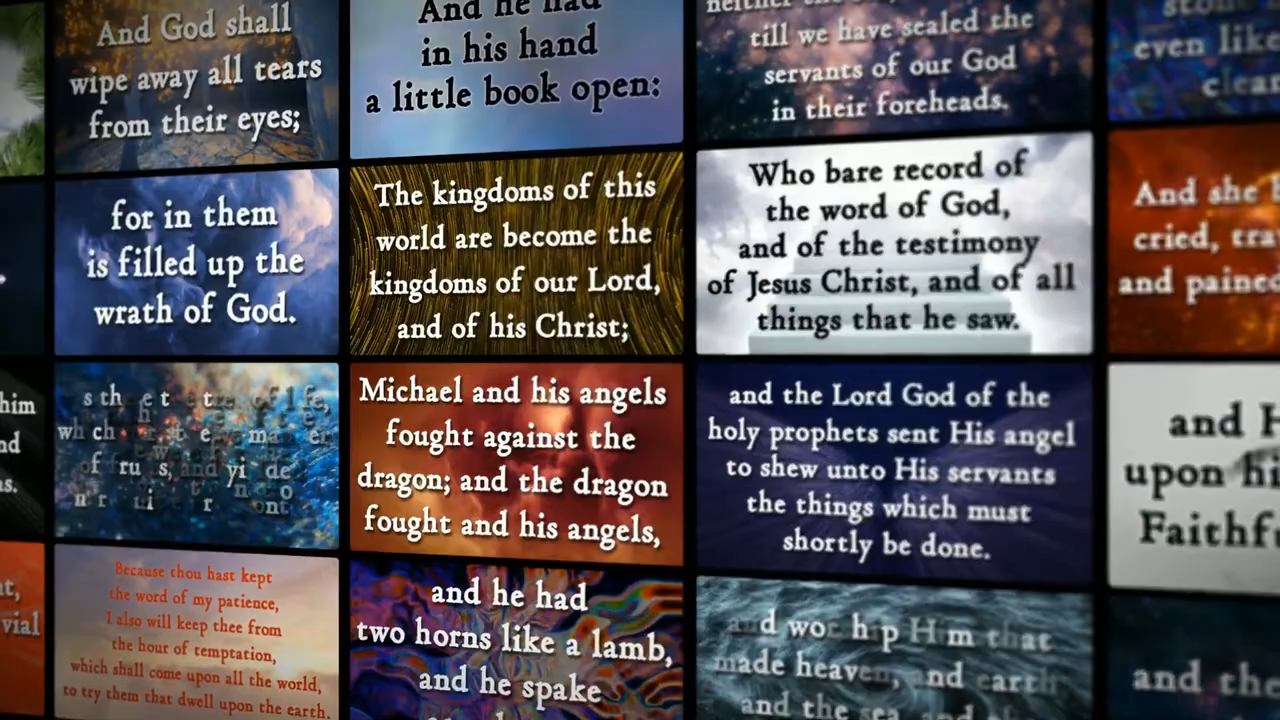 And God shall
wipe away all tears
from their eyes;
And he had
in his hand
a little book open:
till we have sealed the
servants of our God
in their foreheads.
even like
clear
for in them
is filled up the
wrath of God.
The kingdoms of this
world are become the
kingdoms of our Lord,
and of his Christ;
Who bare record of
the word of God,
and of the testimony
of Jesus Christ, and of all
things that he saw.
And she
cried,
and pained
him
Michael and his angels
fought against the
dragon; and the dragon
fought and his angels,
and the Lord God of the
holy prophets sent His angel
to shew unto His servants
the things which must
shortly be done.
and
upon
vial
Because thou hast kept
the word of my patience,
I also will keep thee from
the hour of temptation,
which shall come upon all the world,
to try them that dwell upon the earth.
and he had
two horns like a lamb,
and he spake
Him that
made heaven, and earth
and the sea
and the